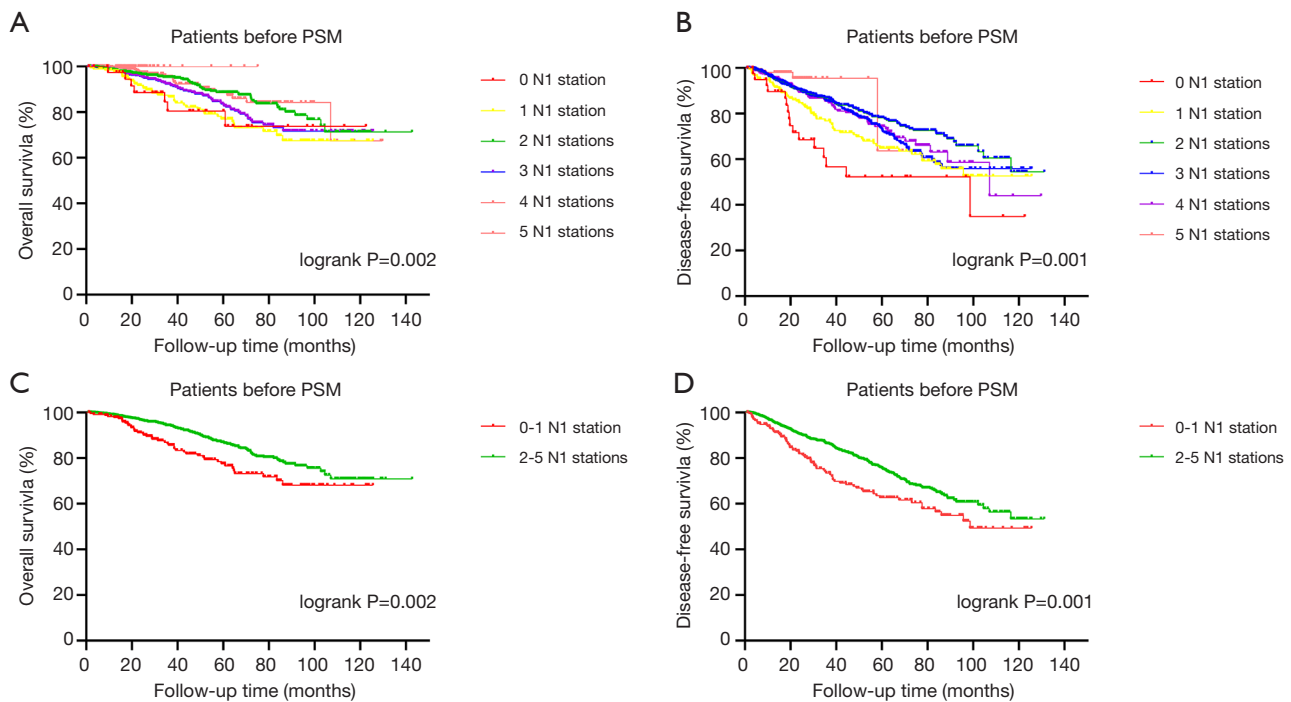 A
Patients before PSM
Overall survivla (%)
100
80
60
40
20
0
0 20 40 60 80 100 120 140
Follow-up time (months)
logrank P=0.002
0 N1 station
1 N1 station
2 N1 stations
3 N1 stations
4 N1 stations
5 N1 stations
B
Patients before PSM
Disease-free survivla (%)
100
80
60
40
20
0
0 20 40 60 80 100 120 140
Follow-up time (months)
logrank P=0.001
0 N1 station
1 N1 station
2 N1 stations
3 N1 stations
4 N1 stations
5 N1 stations
C
Patients before PSM
Overall survivla (%)
100
80
60
40
20
0
0 20 40 60 80 100 120 140
Follow-up time (months)
logrank P=0.002
0-1 N1 station
2-5 N1 stations
D
Patients before PSM
Disease-free survivla (%)
100
80
60
40
20
0
0 20 40 60 80 100 120 140
Follow-up time (months)
logrank P=0.001
0-1 N1 station
2-5 N1 stations